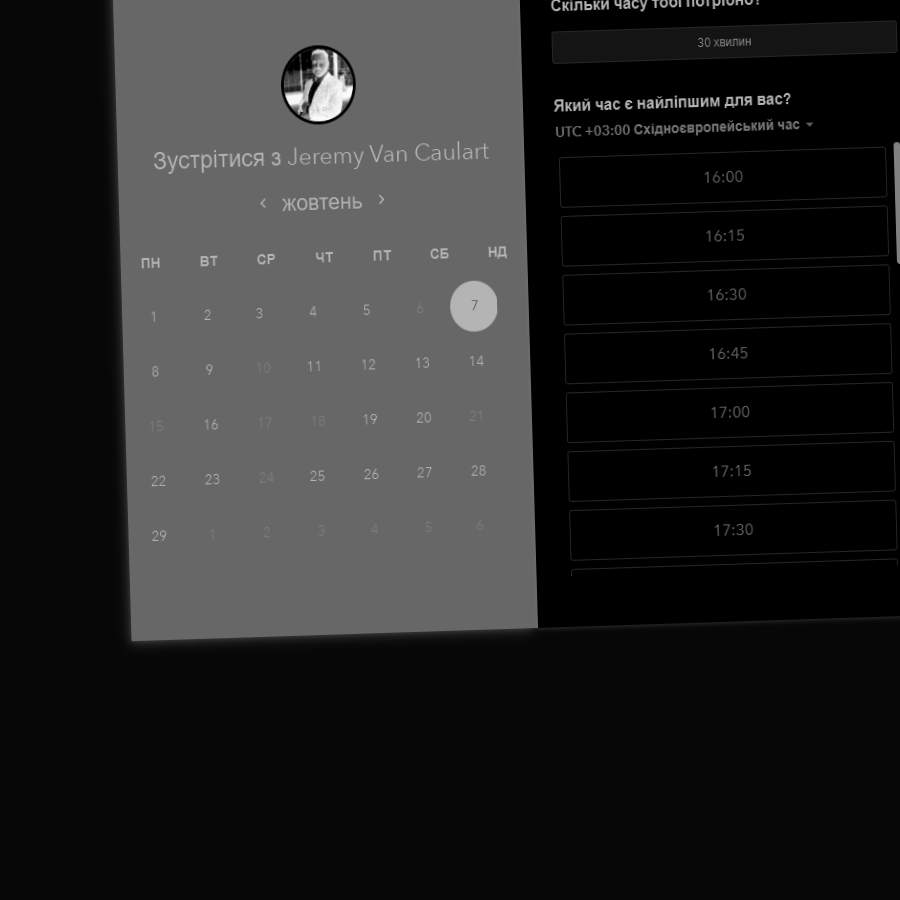 Зустрітися з Jeremy Van Caulart
‹ жовтень ›
ПН ВТ СР ЧТ ПТ СБ НД
1 2 3 4 5 6 7
8 9 10 11 12 13 14
15 16 17 18 19 20 21
22 23 24 25 26 27 28
29 1 2 3 4 5 6
Скільки часу тобі потрібно?
30 хвилин
Який час є найліпшим для вас?
UTC +03:00 Східноєвропейський час
16:00
16:15
16:30
16:45
17:00
17:15
17:30